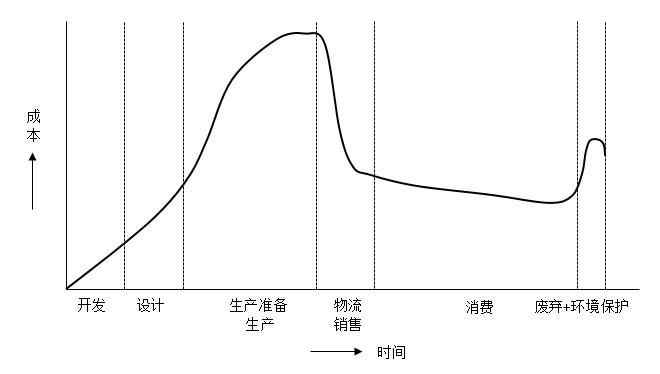 成
本
开发
设计
生产准备
生产
物流
销售
消费
废弃+环境保护
时间